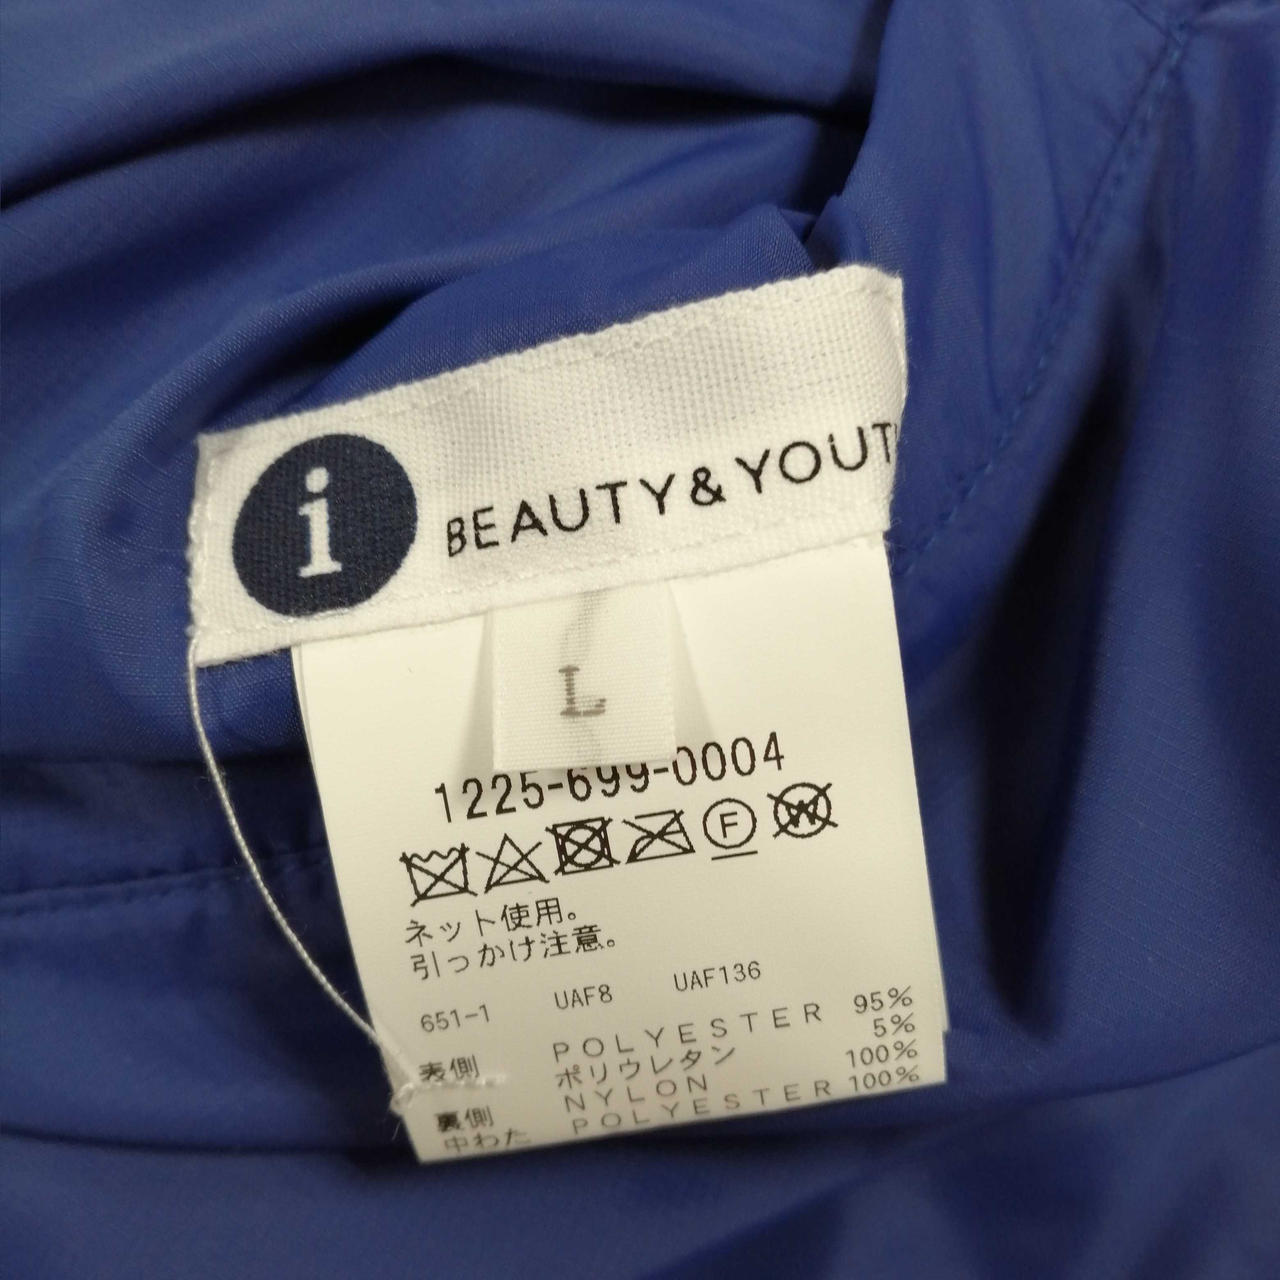 i BEAUTY&YOUT
L
1225-699-0004
F W
ネット使用。
引っかけ注意。
651-1 UAF8 UAF136
表側 POLYESTER 95%
ポリウレタン 5%
裏側 NYLON 100%
中わた POLYESTER 100%